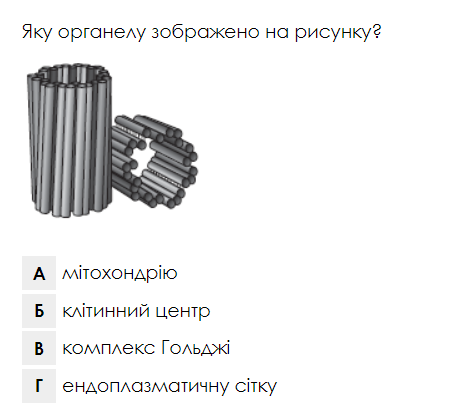 Яку органелу зображено на рисунку?
А мітохондрію
Б клітинний центр
В комплекс Гольджі
Г ендоплазматичну сітку